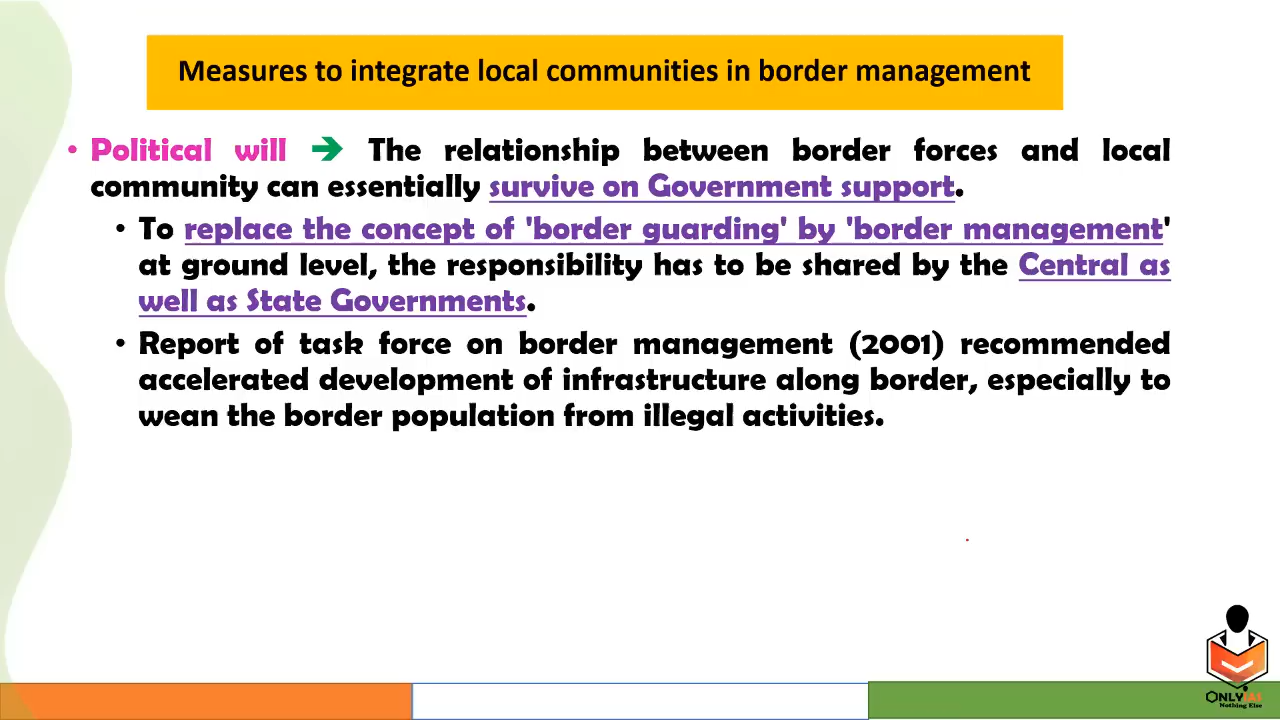 Measures to integrate local communities in border management
• Political will ➔ The relationship between border forces and local
community can essentially survive on Government support.
• To replace the concept of 'border guarding' by 'border management'
at ground level, the responsibility has to be shared by the Central as
well as State Governments.
• Report of task force on border management (2001) recommended
accelerated development of infrastructure along border, especially to
wean the border population from illegal activities.
ONLYIAS
Nothing Else